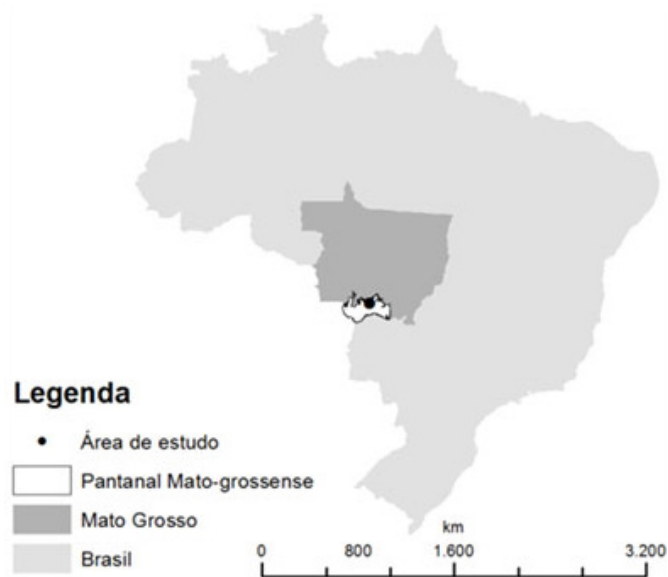 Legenda
Área de estudo
Pantanal Mato-grossense
Mato Grosso
Brasil
km
0 800 1.600 3.200